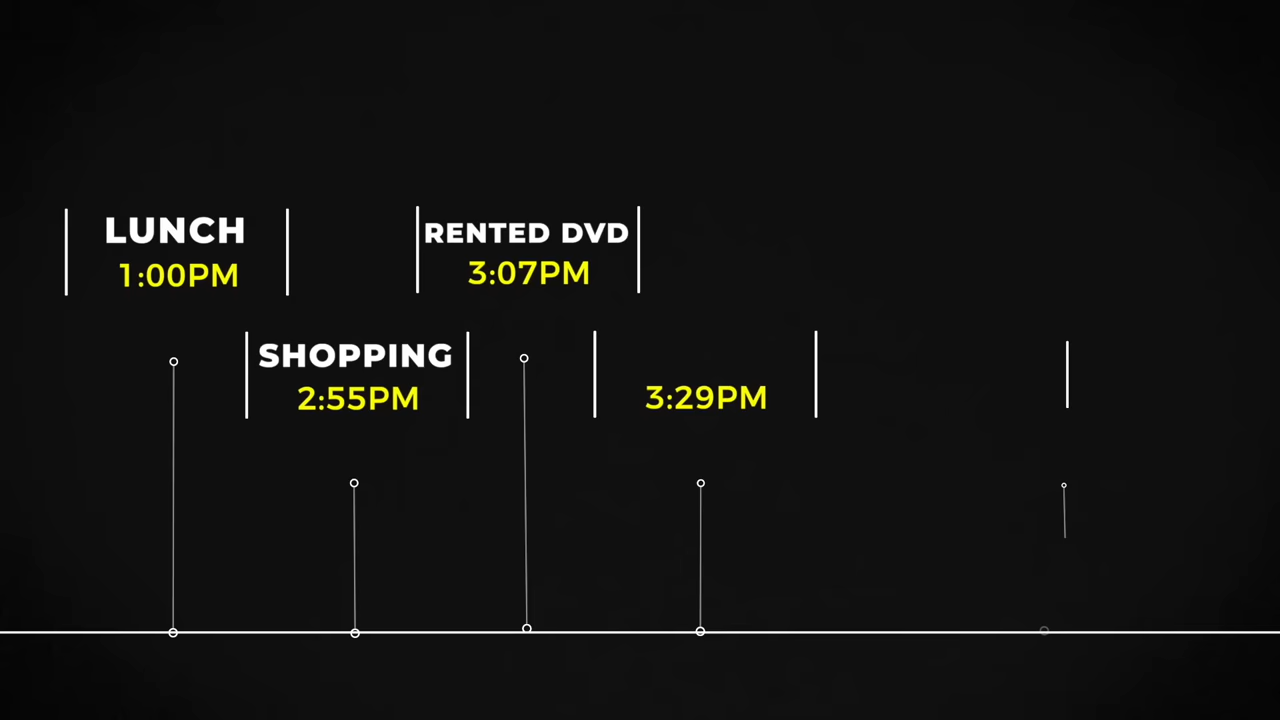 LUNCH
1:00PM
SHOPPING
2:55PM
RENTED DVD
3:07PM
3:29PM